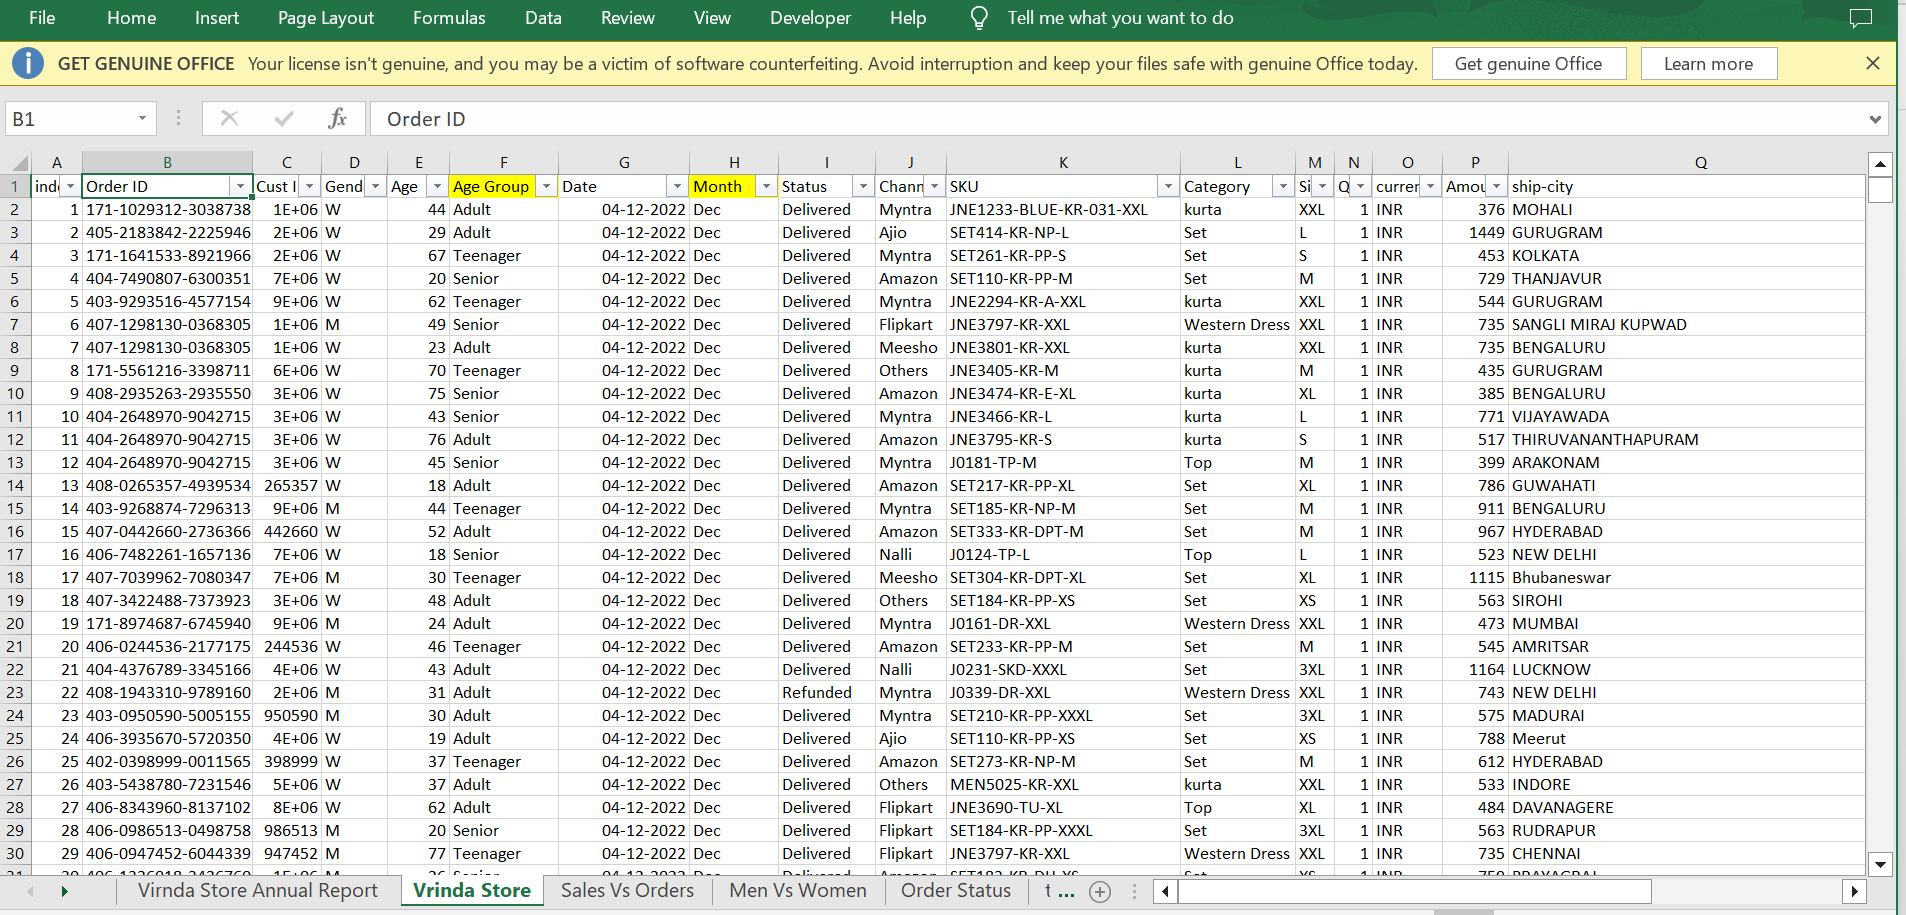 File Home Insert Page Layout Formulas Data Review View Developer Help Tell me what you want to do
GET GENUINE OFFICE Your license isn't genuine, and you may be a victim of software counterfeiting. Avoid interruption and keep your files safe with genuine Office today. Get genuine Office Learn more
B1 fx Order ID
A B C D E F G H I J K L M N O P Q
1 inde Order ID Cust I Gend Age Age Group Date Month Status Chann SKU Category Si Q curren Amou ship-city
2 1 171-1029312-3038738 1E+06 W 44 Adult 04-12-2022 Dec Delivered Myntra JNE1233-BLUE-KR-031-XXL kurta XXL 1 INR 376 MOHALI
3 2 405-2183842-2225946 2E+06 W 29 Adult 04-12-2022 Dec Delivered Ajio SET414-KR-NP-L Set L 1 INR 1449 GURUGRAM
4 3 171-1641533-8921966 2E+06 W 67 Teenager 04-12-2022 Dec Delivered Myntra SET261-KR-PP-S Set S 1 INR 453 KOLKATA
5 4 404-7490807-6300351 7E+06 W 20 Senior 04-12-2022 Dec Delivered Amazon SET110-KR-PP-M Set M 1 INR 729 THANJAVUR
6 5 403-9293516-4577154 9E+06 W 62 Teenager 04-12-2022 Dec Delivered Myntra JNE2294-KR-A-XXL kurta XXL 1 INR 544 GURUGRAM
7 6 407-1298130-0368305 1E+06 M 49 Senior 04-12-2022 Dec Delivered Flipkart JNE3797-KR-XXL Western Dress XXL 1 INR 735 SANGLI MIRAJ KUPWAD
8 7 407-1298130-0368305 1E+06 W 23 Adult 04-12-2022 Dec Delivered Meesho JNE3801-KR-XXL kurta XXL 1 INR 735 BENGALURU
9 8 171-5561216-3398711 6E+06 W 70 Teenager 04-12-2022 Dec Delivered Others JNE3405-KR-M kurta M 1 INR 435 GURUGRAM
10 9 408-2935263-2935550 3E+06 W 75 Senior 04-12-2022 Dec Delivered Amazon JNE3474-KR-E-XL kurta XL 1 INR 385 BENGALURU
11 10 404-2648970-9042715 3E+06 W 43 Senior 04-12-2022 Dec Delivered Myntra JNE3466-KR-L kurta L 1 INR 771 VIJAYAWADA
12 11 404-2648970-9042715 3E+06 W 76 Adult 04-12-2022 Dec Delivered Amazon JNE3795-KR-S kurta S 1 INR 517 THIRUVANANTHAPURAM
13 12 404-2648970-9042715 3E+06 W 45 Senior 04-12-2022 Dec Delivered Myntra J0181-TP-M Top M 1 INR 399 ARAKONAM
14 13 408-0265357-4939534 265357 W 18 Adult 04-12-2022 Dec Delivered Amazon SET217-KR-PP-XL Set XL 1 INR 786 GUWAHATI
15 14 403-9268874-7296313 9E+06 M 44 Teenager 04-12-2022 Dec Delivered Myntra SET185-KR-NP-M Set M 1 INR 911 BENGALURU
16 15 407-0442660-2736366 442660 W 52 Adult 04-12-2022 Dec Delivered Amazon SET333-KR-DPT-M Set M 1 INR 967 HYDERABAD
17 16 406-7482261-1657136 7E+06 W 18 Senior 04-12-2022 Dec Delivered Nalli J0124-TP-L Top L 1 INR 523 NEW DELHI
18 17 407-7039962-7080347 7E+06 M 30 Teenager 04-12-2022 Dec Delivered Meesho SET304-KR-DPT-XL Set XL 1 INR 1115 Bhubaneswar
19 18 407-3422488-7373923 3E+06 W 48 Adult 04-12-2022 Dec Delivered Others SET184-KR-PP-XS Set XS 1 INR 563 SIROHI
20 19 171-8974687-6745940 9E+06 M 24 Adult 04-12-2022 Dec Delivered Myntra J0161-DR-XXL Western Dress XXL 1 INR 473 MUMBAI
21 20 406-0244536-2177175 244536 W 46 Teenager 04-12-2022 Dec Delivered Amazon SET233-KR-PP-M Set M 1 INR 545 AMRITSAR
22 21 404-4376789-3345166 4E+06 W 43 Adult 04-12-2022 Dec Delivered Nalli J0231-SKD-XXXL Set 3XL 1 INR 1164 LUCKNOW
23 22 408-1943310-9789160 2E+06 M 31 Adult 04-12-2022 Dec Refunded Myntra J0339-DR-XXL Western Dress XXL 1 INR 743 NEW DELHI
24 23 403-0950590-5005155 950590 M 30 Adult 04-12-2022 Dec Delivered Myntra SET210-KR-PP-XXXL Set 3XL 1 INR 575 MADURAI
25 24 406-3935670-5720350 4E+06 W 19 Adult 04-12-2022 Dec Delivered Ajio SET110-KR-PP-XS Set XS 1 INR 788 Meerut
26 25 402-0398999-0011565 398999 W 37 Teenager 04-12-2022 Dec Delivered Amazon SET273-KR-NP-M Set M 1 INR 612 HYDERABAD
27 26 403-5438780-7231546 5E+06 W 37 Adult 04-12-2022 Dec Delivered Others MEN5025-KR-XXL kurta XXL 1 INR 533 INDORE
28 27 406-8343960-8137102 8E+06 W 62 Adult 04-12-2022 Dec Delivered Flipkart JNE3690-TU-XL Top XL 1 INR 484 DAVANAGERE
29 28 406-0986513-0498758 986513 M 20 Senior 04-12-2022 Dec Delivered Flipkart SET184-KR-PP-XXXL Set 3XL 1 INR 563 RUDRAPUR
30 29 406-0947452-6044339 947452 M 77 Teenager 04-12-2022 Dec Delivered Flipkart JNE3797-KR-XXL Western Dress XXL 1 INR 735 CHENNAI
Virnda Store Annual Report Vrinda Store Sales Vs Orders Men Vs Women Order Status t ...